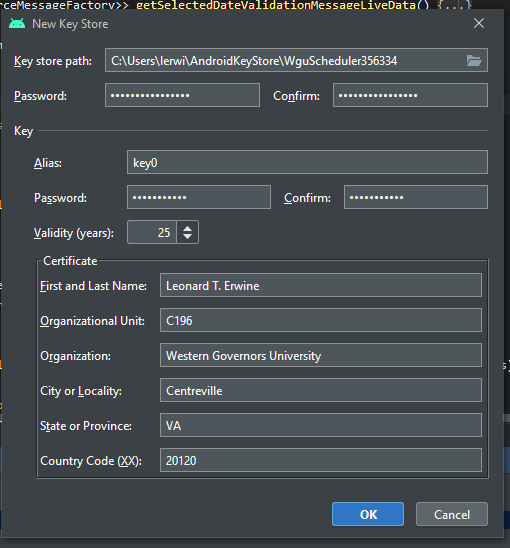 rceMessageFactory>> getSelectedDateValidationMessageLiveData() {...}
New Key Store
Key store path: C:\Users\lerwi\AndroidKeyStore\WguScheduler356334
Password: ••••••••••••••• Confirm: •••••••••••••••
Key
Alias: key0
Password: ••••••••••• Confirm: •••••••••••
Validity (years): 25
Certificate
First and Last Name: Leonard T. Erwine
Organizational Unit: C196
Organization: Western Governors University
City or Locality: Centreville
State or Province: VA
Country Code (XX): 20120
OK Cancel